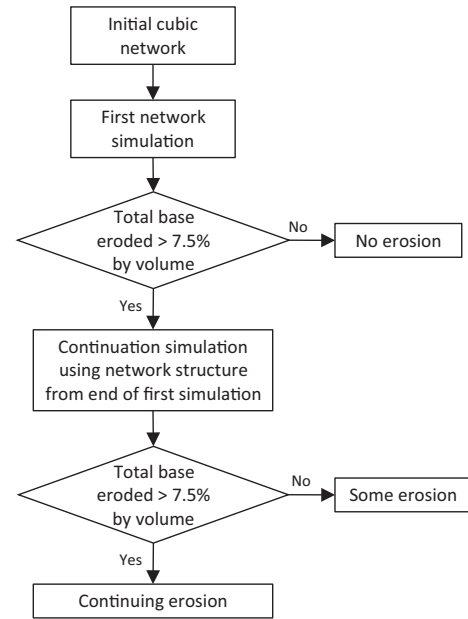 Initial cubic
network
First network
simulation
Total base
eroded > 7.5%
by volume
No
No erosion
Yes
Continuation simulation
using network structure
from end of first simulation
Total base
eroded > 7.5%
by volume
No
Some erosion
Yes
Continuing erosion